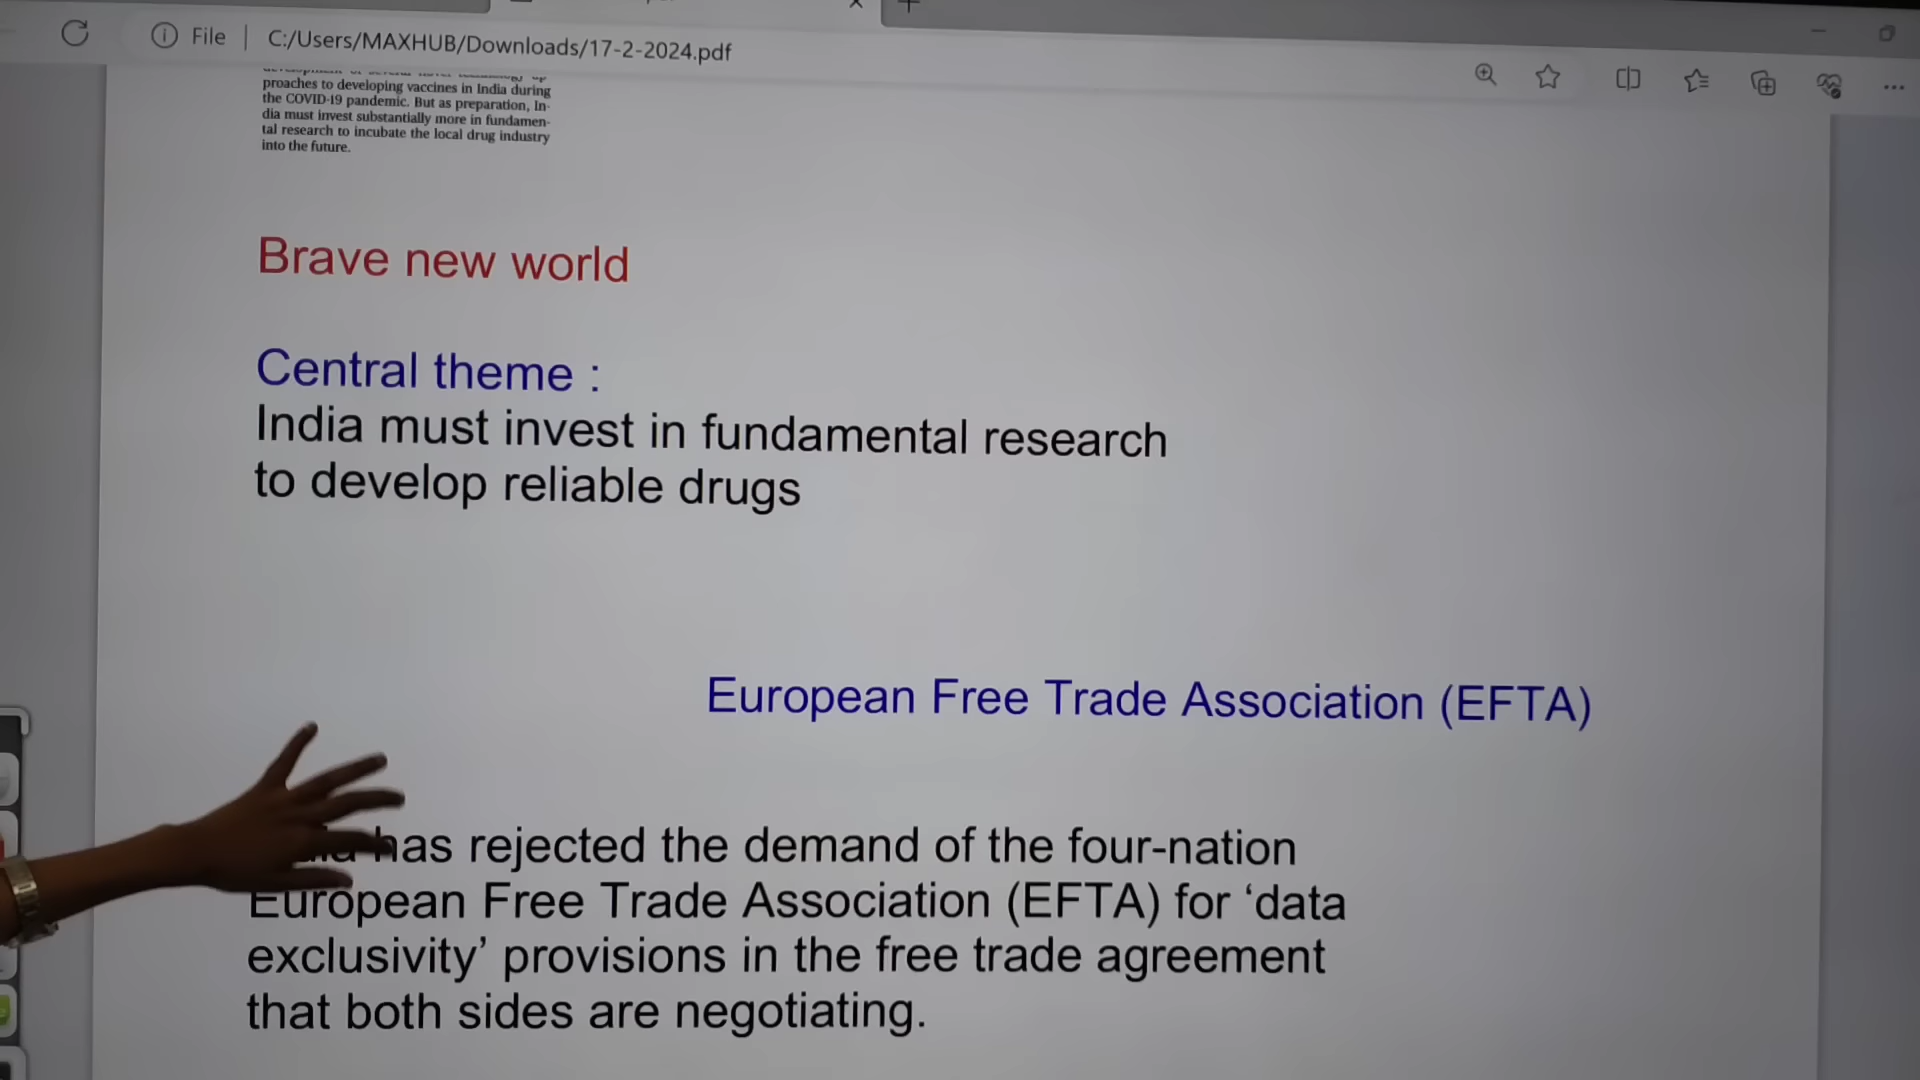 File
C:/Users/MAXHUB/Downloads/17-2-2024.pdf
proaches to developing vaccines in India during
the COVID-19 pandemic. But as preparation, In-
dia must invest substantially more in fundamen-
tal research to incubate the local drug industry
into the future.
Brave new world
Central theme :
India must invest in fundamental research
to develop reliable drugs
European Free Trade Association (EFTA)
has rejected the demand of the four-nation
European Free Trade Association (EFTA) for ‘data
exclusivity’ provisions in the free trade agreement
that both sides are negotiating.